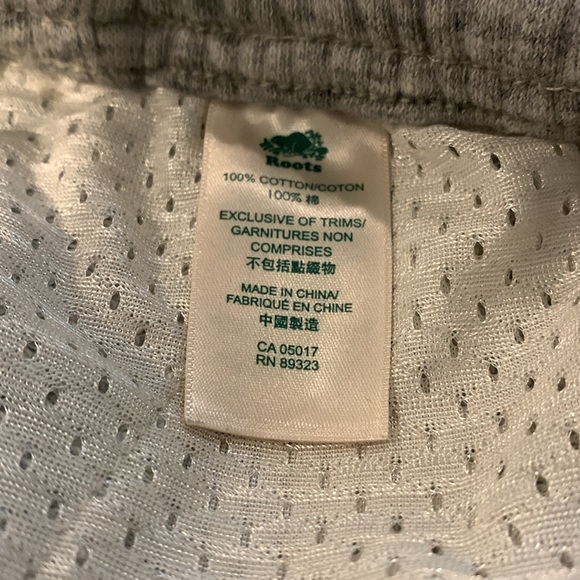 Roots
100% COTTON/COTON
100% 棉
EXCLUSIVE OF TRIMS/
GARNITURES NON
COMPRISES
不包括點綴物
MADE IN CHINA/
FABRIQUÉ EN CHINE
中國製造
CA 05017
RN 89323